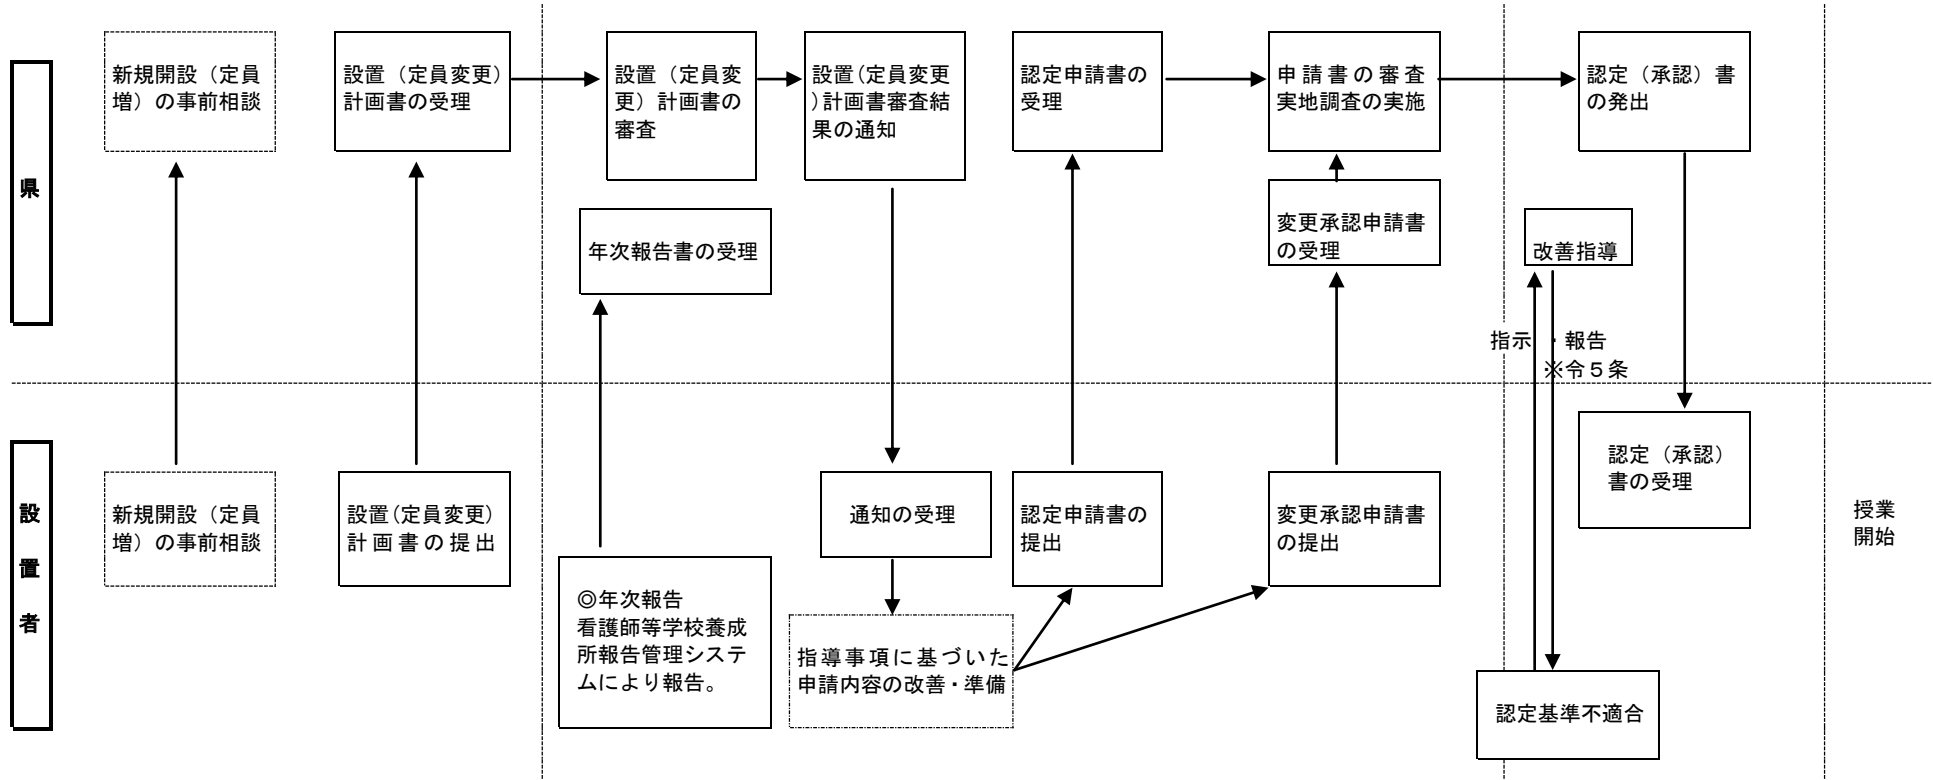 県
新規開設（定員
増）の事前相談
設置（定員変更）
計画書の受理
設置（定員変
更）計画書の
審査
設置（定員変更
）計画書審査結
果の通知
認定申請書の
受理
申請書の審査
実地調査の実施
認定（承認）書
の発出
年次報告書の受理
変更承認申請書
の受理
改善指導
指示・報告
※令５条
設置者
新規開設（定員
増）の事前相談
設置（定員変更）
計画書の提出
◎年次報告
看護師等学校養成
所報告管理システ
ムにより報告。
通知の受理
指導事項に基づいた
申請内容の改善・準備
認定申請書の
提出
変更承認申請書
の提出
認定（承認）
書の受理
認定基準不適合
授業
開始